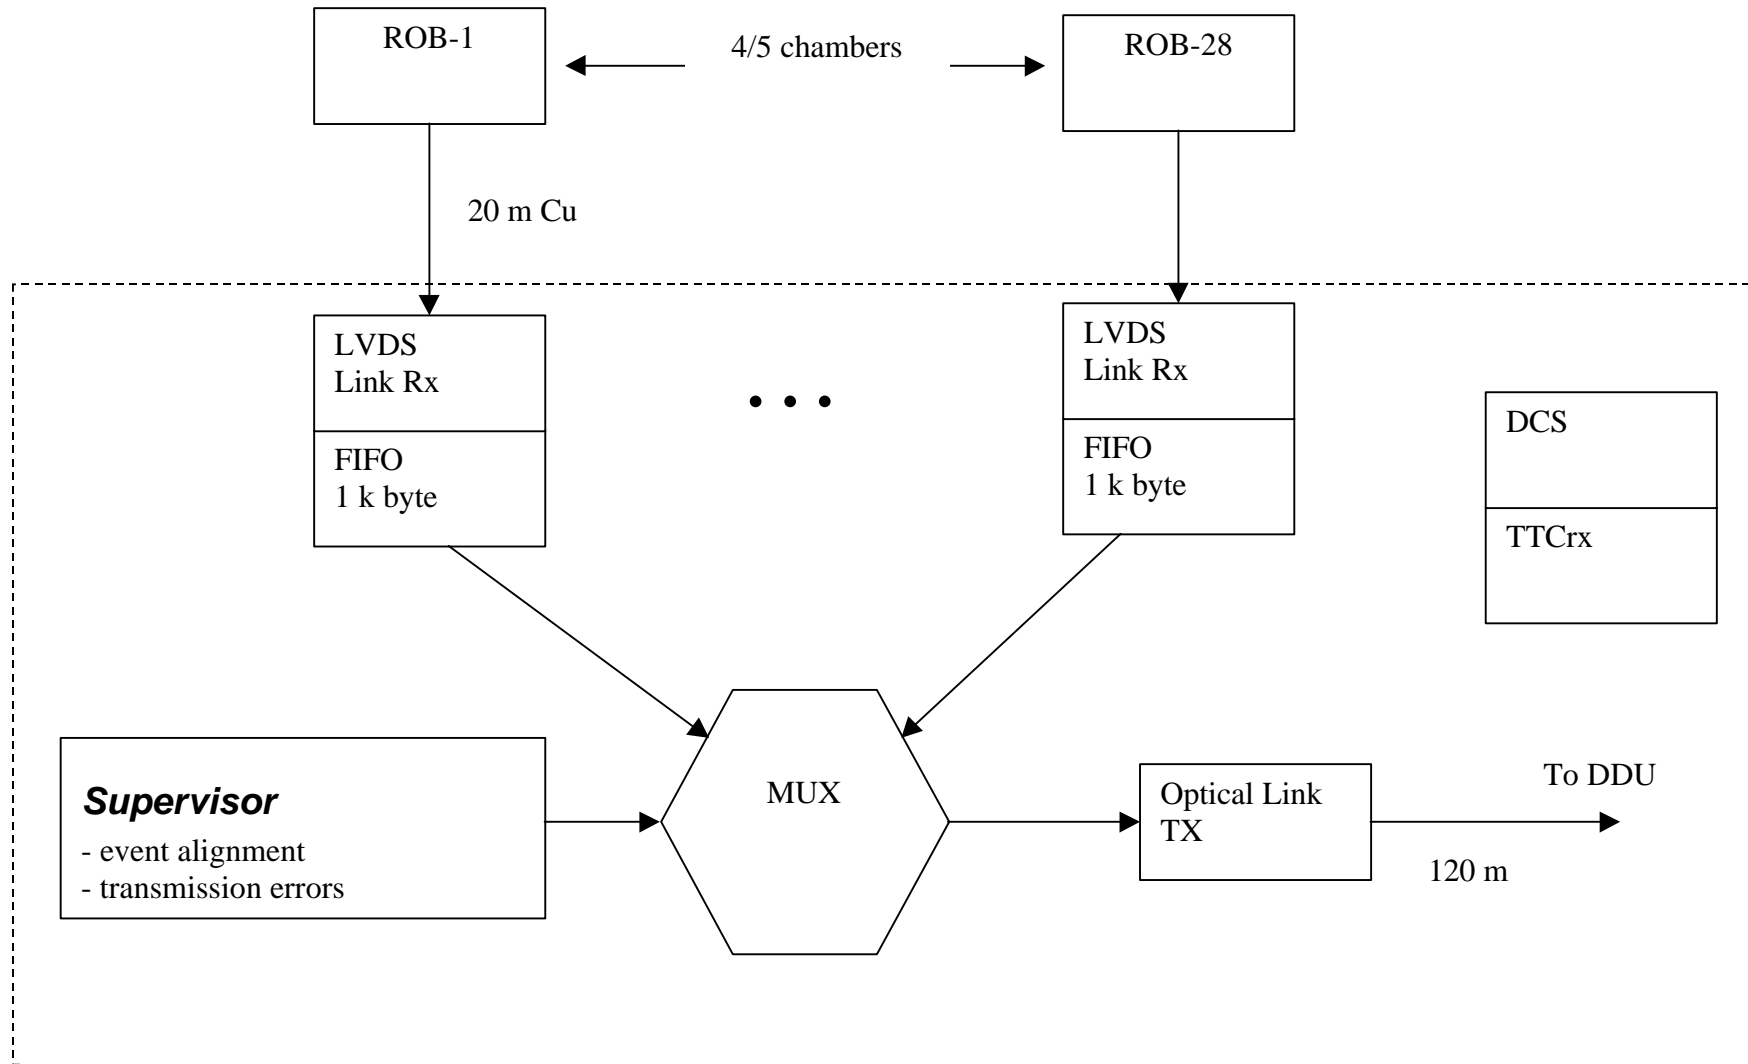 ROB-1
4/5 chambers
ROB-28
20 m Cu
LVDS
Link Rx
FIFO
1 k byte
LVDS
Link Rx
FIFO
1 k byte
DCS
TTCrx
Supervisor
- event alignment
- transmission errors
MUX
Optical Link
TX
To DDU
120 m